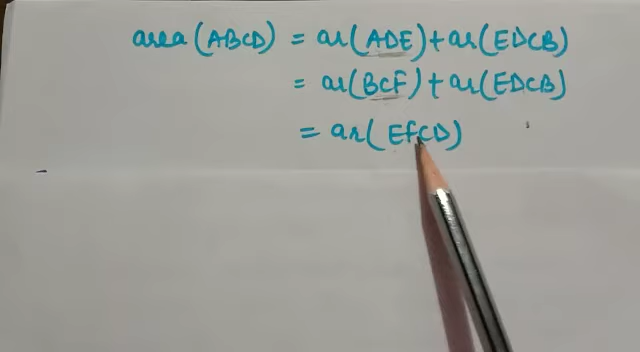 area (ABCD) = ar(ADE)+ar(EDCB)
= ar(BCF)+ar(EDCB)
= ar(EfCD)